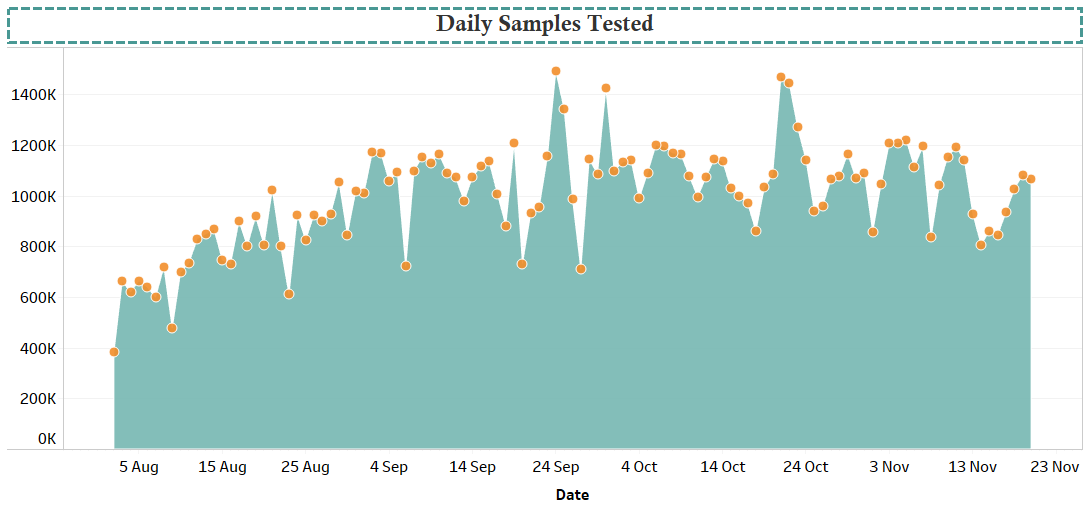 Daily Samples Tested
1400K
1200K
1000K
800K
600K
400K
200K
0K
5 Aug 15 Aug 25 Aug 4 Sep 14 Sep 24 Sep 4 Oct 14 Oct 24 Oct 3 Nov 13 Nov 23 Nov
Date